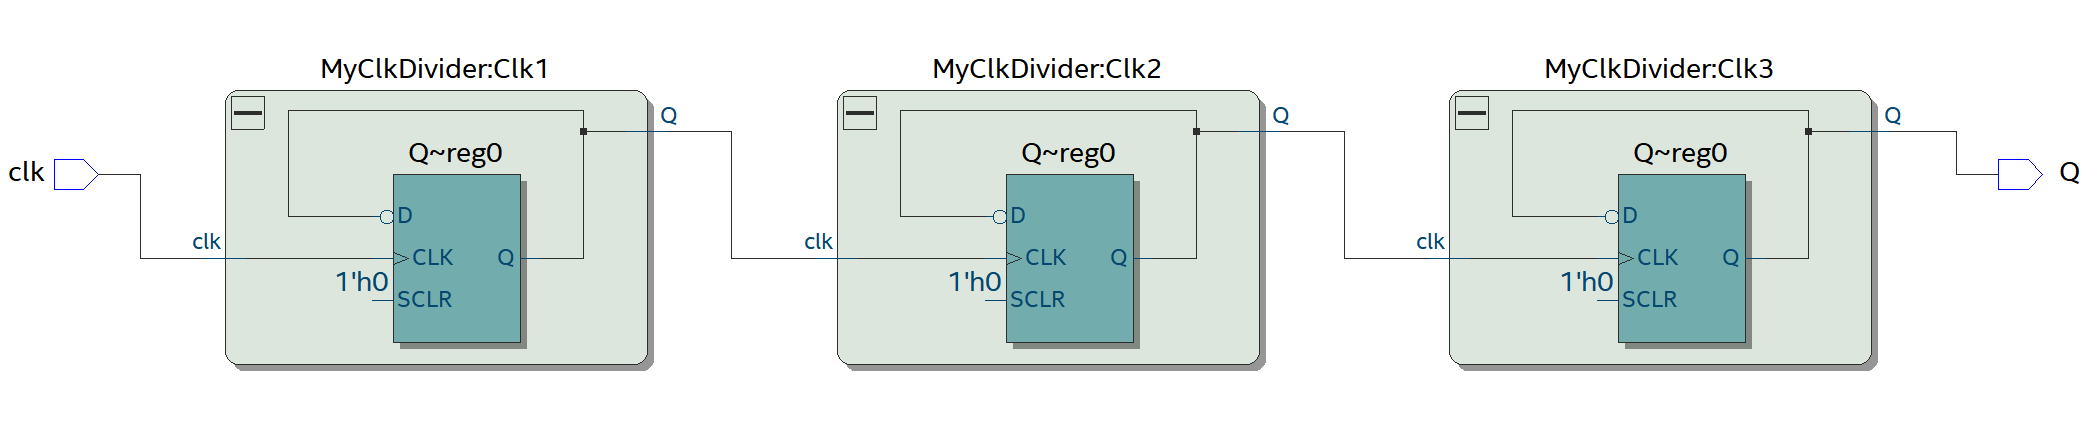 MyClkDivider:Clk1
MyClkDivider:Clk2
MyClkDivider:Clk3
Q
Q
Q
Q~reg0
Q~reg0
Q~reg0
clk
Q
D
D
D
clk
clk
clk
CLK
Q
CLK
Q
CLK
Q
1'h0
1'h0
1'h0
SCLR
SCLR
SCLR